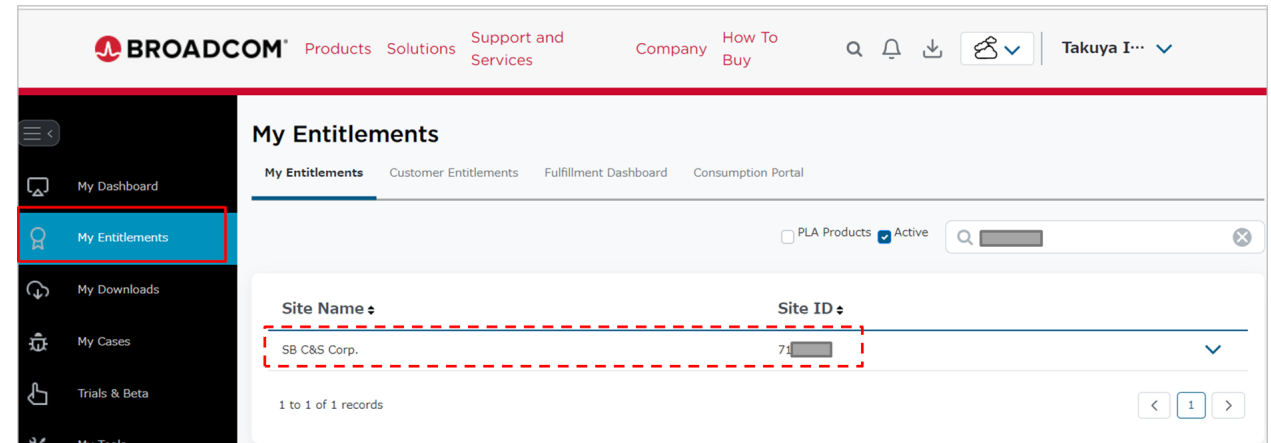 BROADCOM
Products Solutions Support and Services Company How To Buy
Takuya I…
My Entitlements
My Entitlements Customer Entitlements Fulfillment Dashboard Consumption Portal
My Dashboard
My Entitlements
My Downloads
My Cases
Trials & Beta
PLA Products Active
Site Name Site ID
SB C&S Corp. 71
1 to 1 of 1 records
1